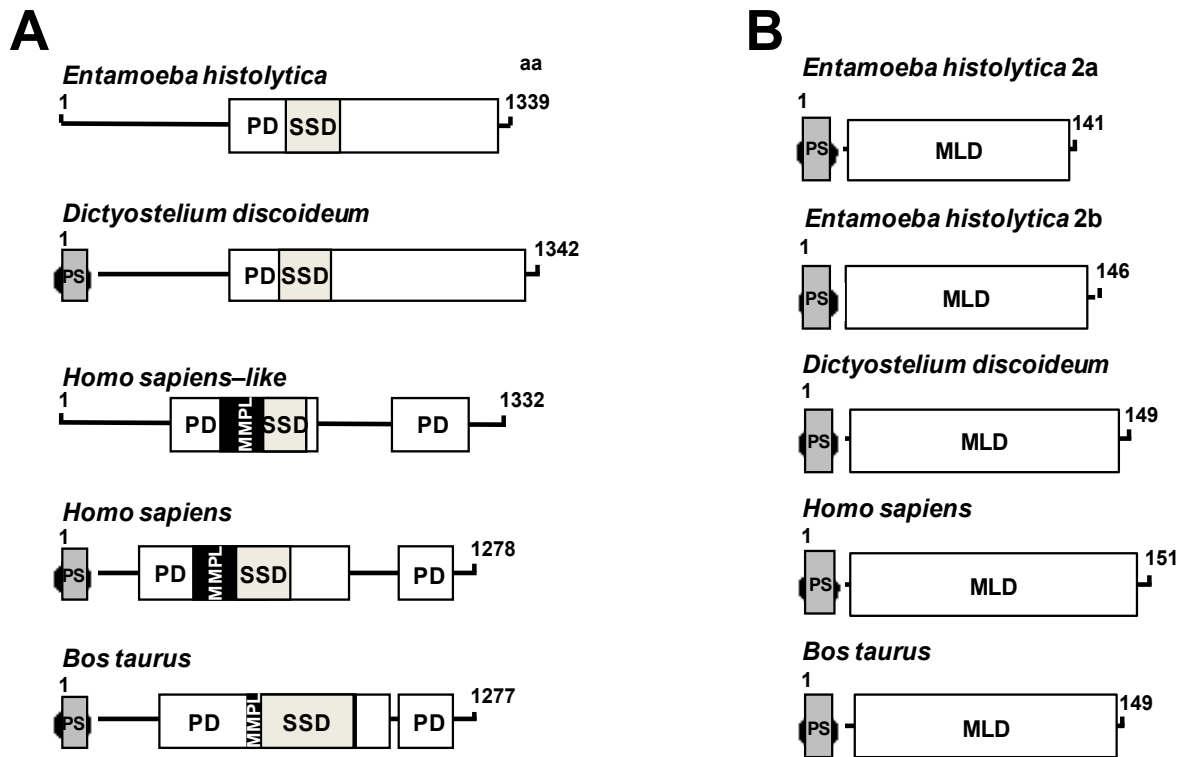 A
Entamoeba histolytica
aa
1
1339
PD
SSD
Dictyostelium discoideum
1
1342
PS
PD
SSD
Homo sapiens–like
1
1332
PD
MMPL
SSD
PD
Homo sapiens
1
1278
PS
PD
MMPL
SSD
PD
Bos taurus
1
1277
PS
PD
MMPL
SSD
PD
B
Entamoeba histolytica 2a
1
141
PS
MLD
Entamoeba histolytica 2b
1
146
PS
MLD
Dictyostelium discoideum
1
149
PS
MLD
Homo sapiens
1
151
PS
MLD
Bos taurus
1
149
PS
MLD